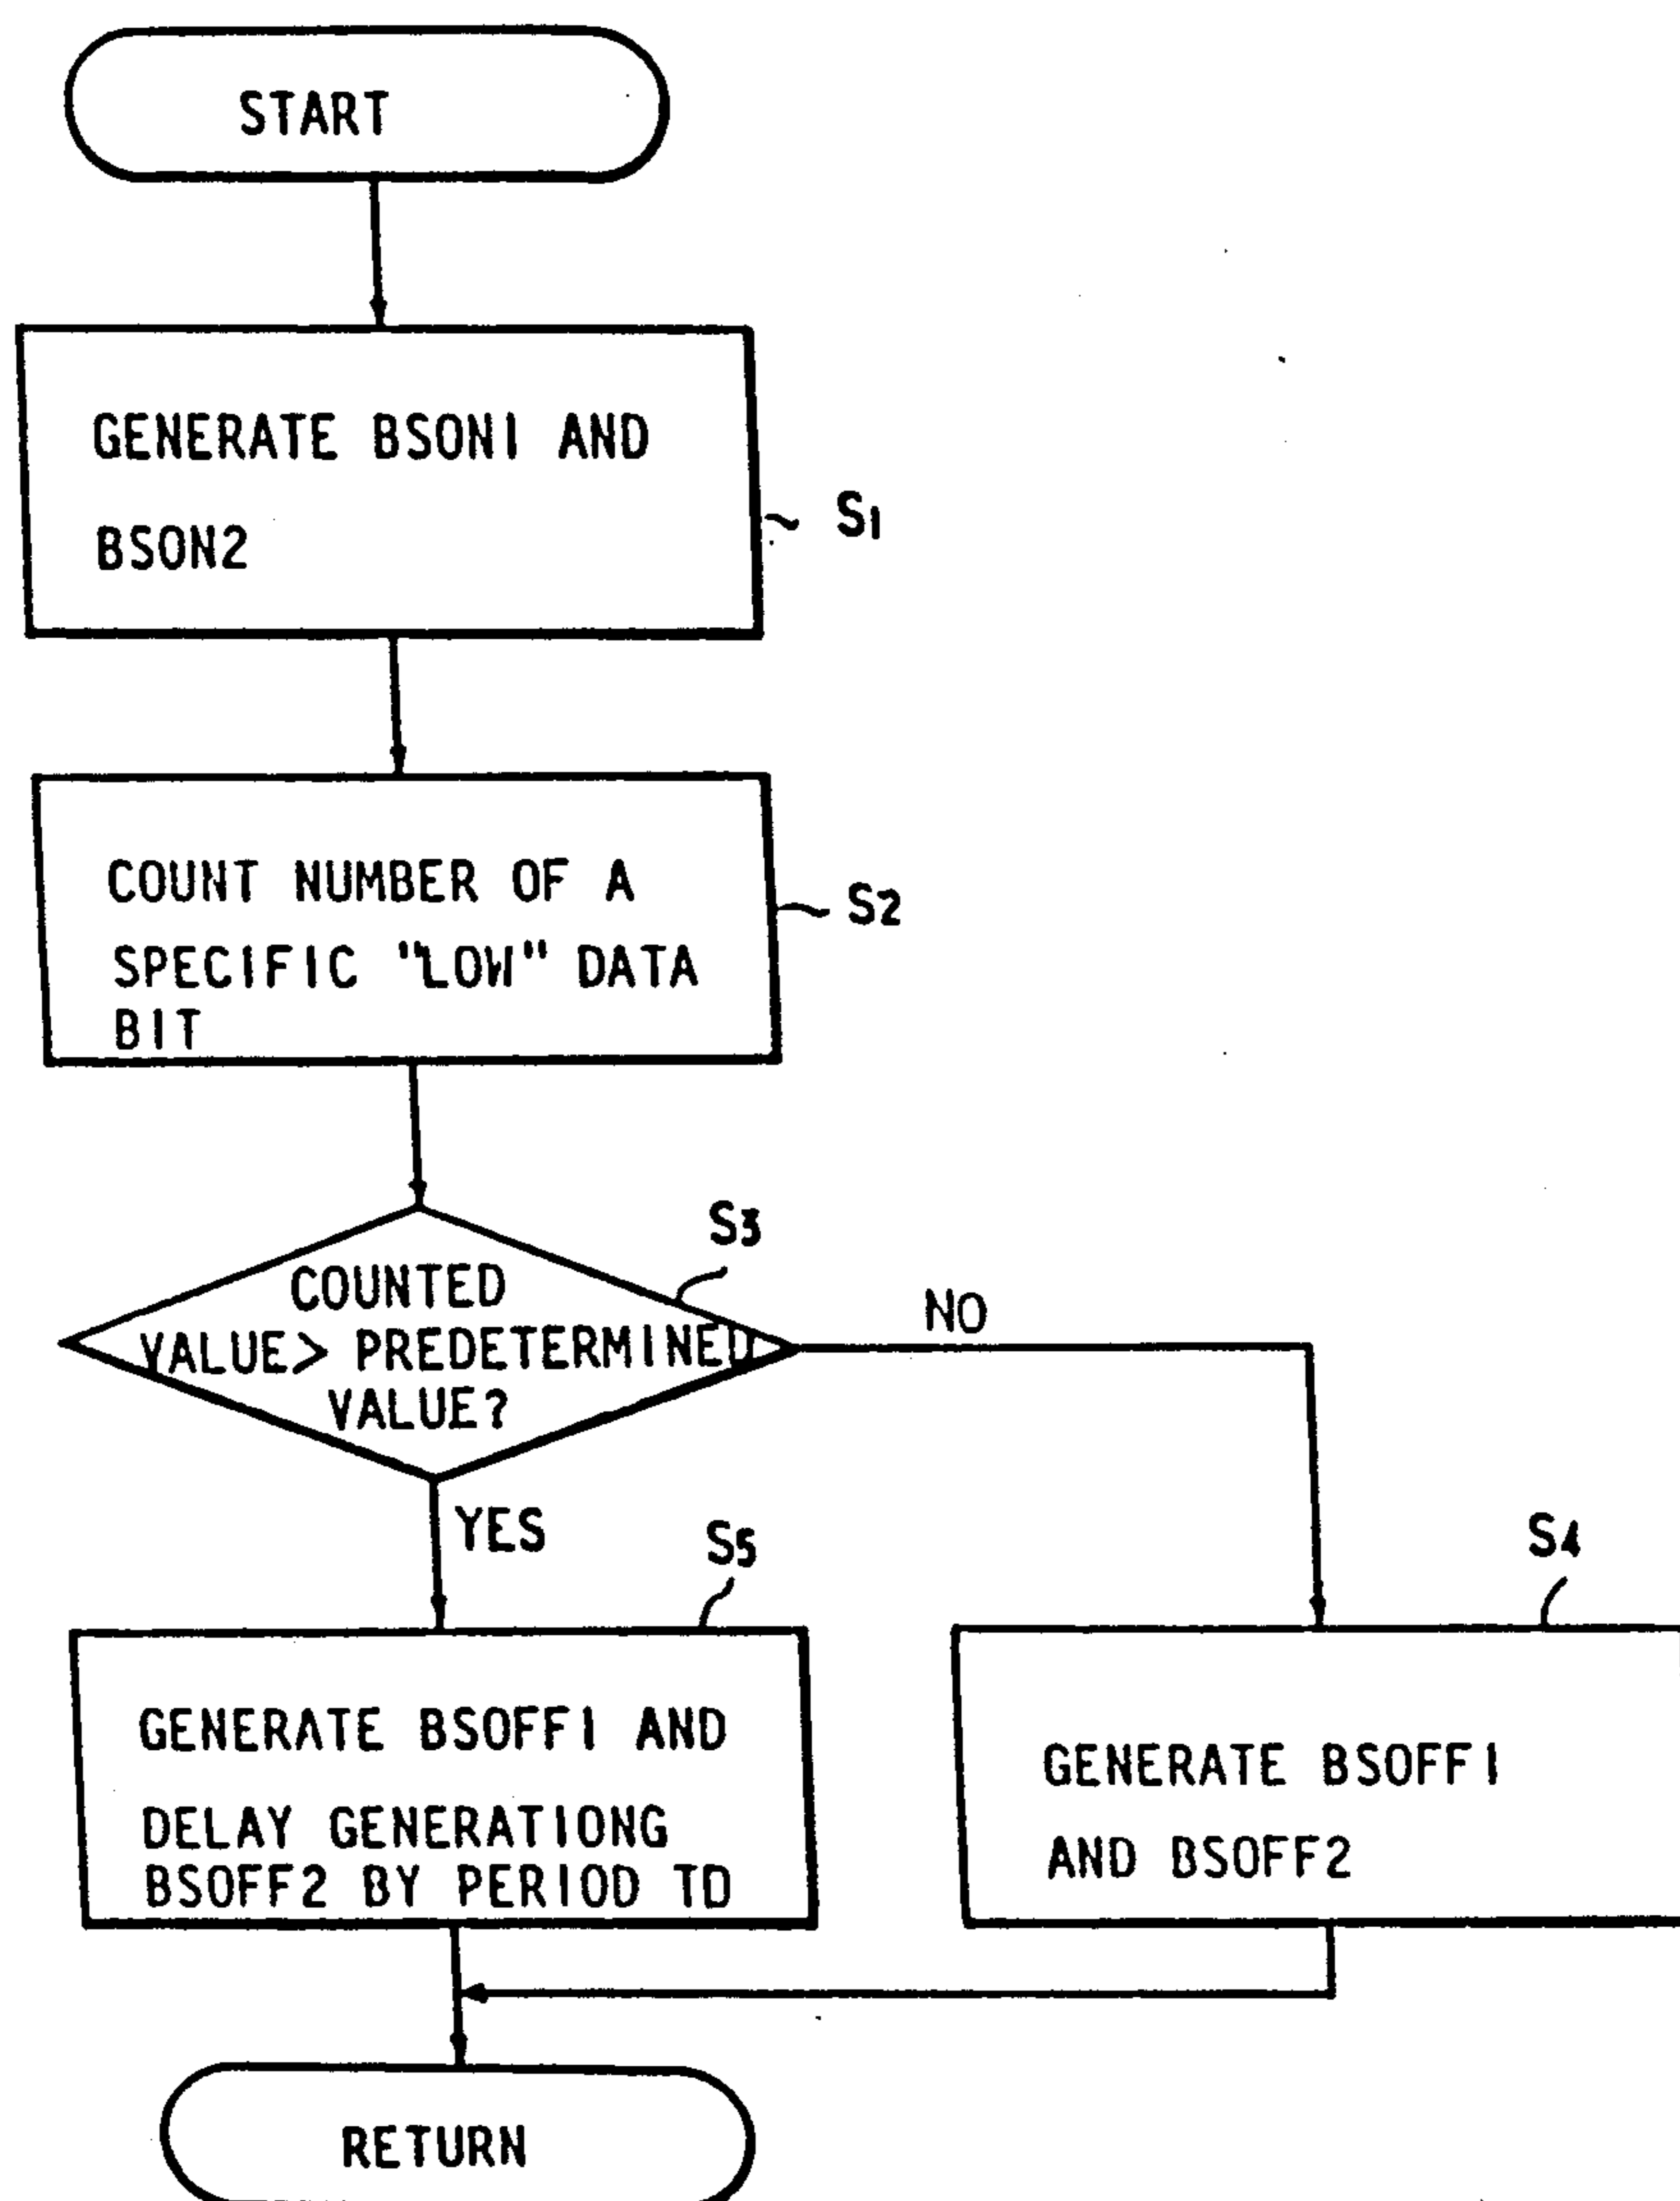 START
GENERATE BSON1 AND
BSON2
S1
COUNT NUMBER OF A
SPECIFIC "LOW" DATA
BIT
S2
S3
COUNTED
VALUE> PREDETERMINED
VALUE?
NO
YES
S5
GENERATE BSOFF1 AND
DELAY GENERATIONG
BSOFF2 BY PERIOD TD
S4
GENERATE BSOFF1
AND BSOFF2
RETURN